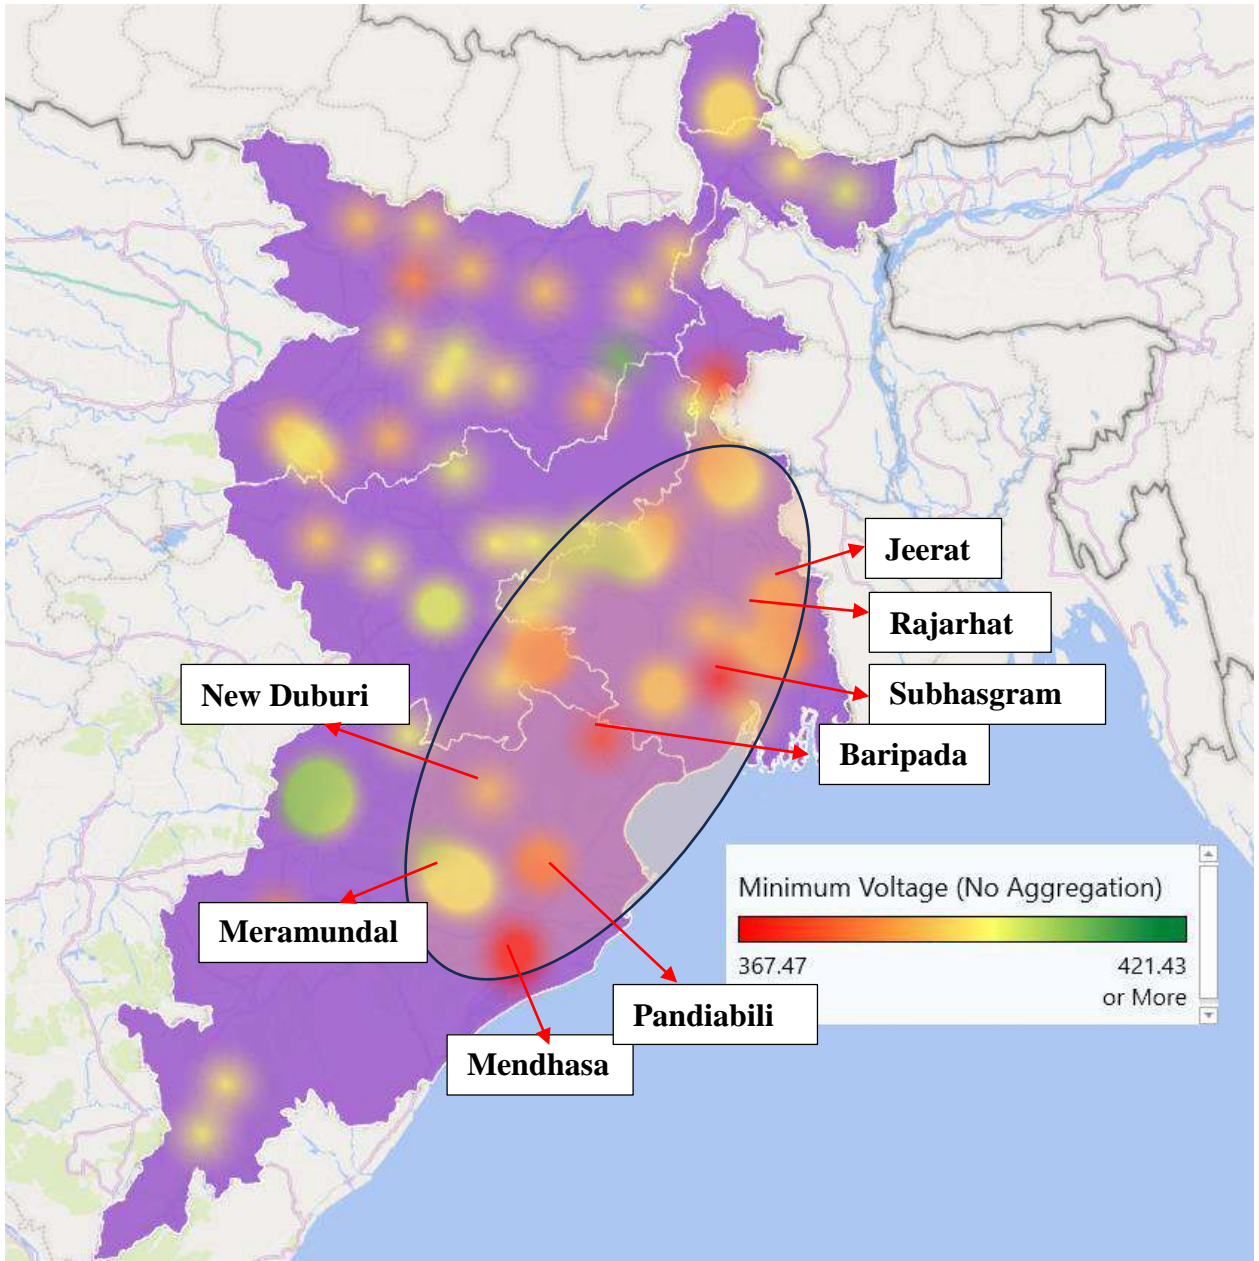 Jeerat
Rajarhat
New Duburi
Subhasgram
Baripada
Minimum Voltage (No Aggregation)
367.47
421.43
or More
Meramundal
Pandiabili
Mendhasa